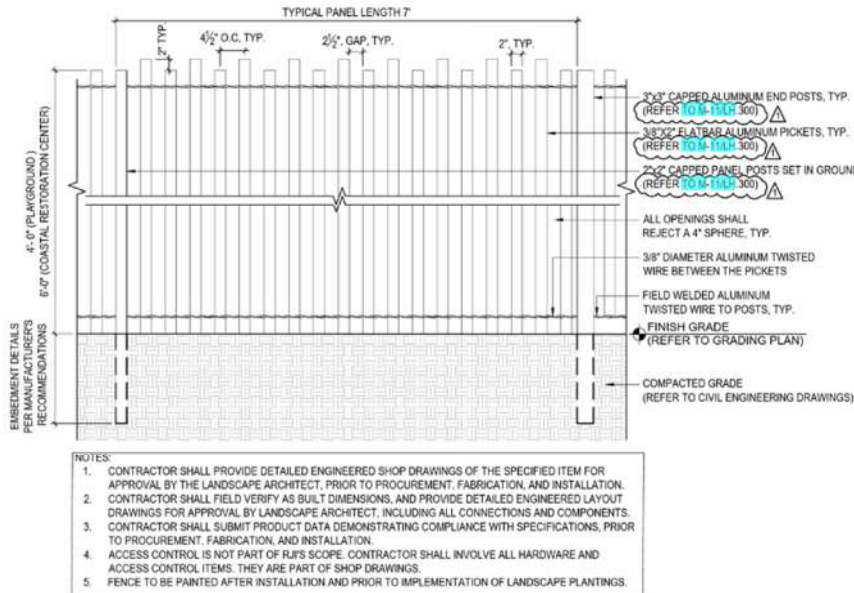 TYPICAL PANEL LENGTH 7'
2" TYP.
4½" O.C, TYP.
2½", GAP, TYP.
2", TYP.
4'- 0" (PLAYGROUND )
6'-0" (COASTAL RESTORATION CENTER)
3"x3" CAPPED ALUMINUM END POSTS, TYP.
(REFER TO M-11/LH.300)
1
3/8"X2" FLATBAR ALUMINUM PICKETS, TYP.
(REFER TO M-11/LH.300)
1
2"x2" CAPPED PANEL POSTS SET IN GROUND
(REFER TO M-11/LH.300)
1
ALL OPENINGS SHALL
REJECT A 4" SPHERE, TYP.
3/8" DIAMETER ALUMINUM TWISTED
WIRE BETWEEN THE PICKETS
FIELD WELDED ALUMINUM
TWISTED WIRE TO POSTS, TYP.
FINISH GRADE
(REFER TO GRADING PLAN)
EMBEDMENT DETAILS
PER MANUFACTURER'S
RECOMMENDATIONS
COMPACTED GRADE
(REFER TO CIVIL ENGINEERING DRAWINGS)
NOTES:
1. CONTRACTOR SHALL PROVIDE DETAILED ENGINEERED SHOP DRAWINGS OF THE SPECIFIED ITEM FOR
APPROVAL BY THE LANDSCAPE ARCHITECT, PRIOR TO PROCUREMENT, FABRICATION, AND INSTALLATION.
2. CONTRACTOR SHALL FIELD VERIFY AS BUILT DIMENSIONS, AND PROVIDE DETAILED ENGINEERED LAYOUT
DRAWINGS FOR APPROVAL BY LANDSCAPE ARCHITECT, INCLUDING ALL CONNECTIONS AND COMPONENTS.
3. CONTRACTOR SHALL SUBMIT PRODUCT DATA DEMONSTRATING COMPLIANCE WITH SPECIFICATIONS, PRIOR
TO PROCUREMENT, FABRICATION, AND INSTALLATION.
4. ACCESS CONTROL IS NOT PART OF RJI'S SCOPE. CONTRACTOR SHALL INVOLVE ALL HARDWARE AND
ACCESS CONTROL ITEMS. THEY ARE PART OF SHOP DRAWINGS.
5. FENCE TO BE PAINTED AFTER INSTALLATION AND PRIOR TO IMPLEMENTATION OF LANDSCAPE PLANTINGS.